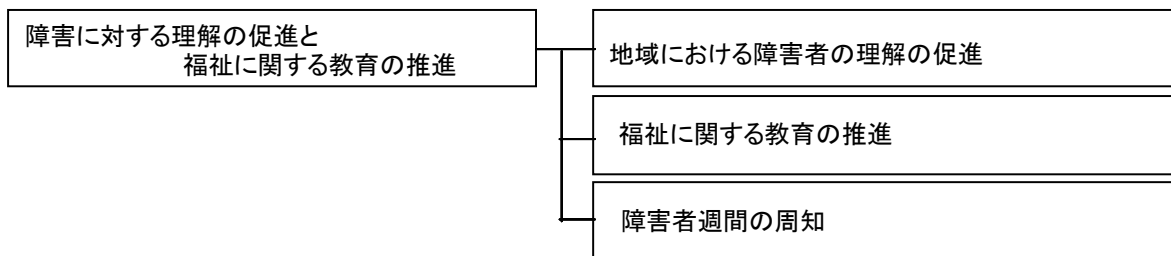 障害に対する理解の促進と
福祉に関する教育の推進
地域における障害者の理解の促進
福祉に関する教育の推進
障害者週間の周知